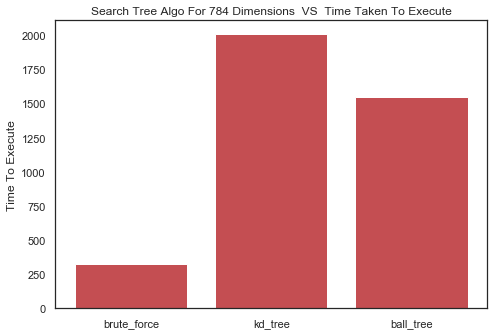 Search Tree Algo For 784 Dimensions  VS  Time Taken To Execute
Time To Execute
2000
1750
1500
1250
1000
750
500
250
0
brute_force
kd_tree
ball_tree